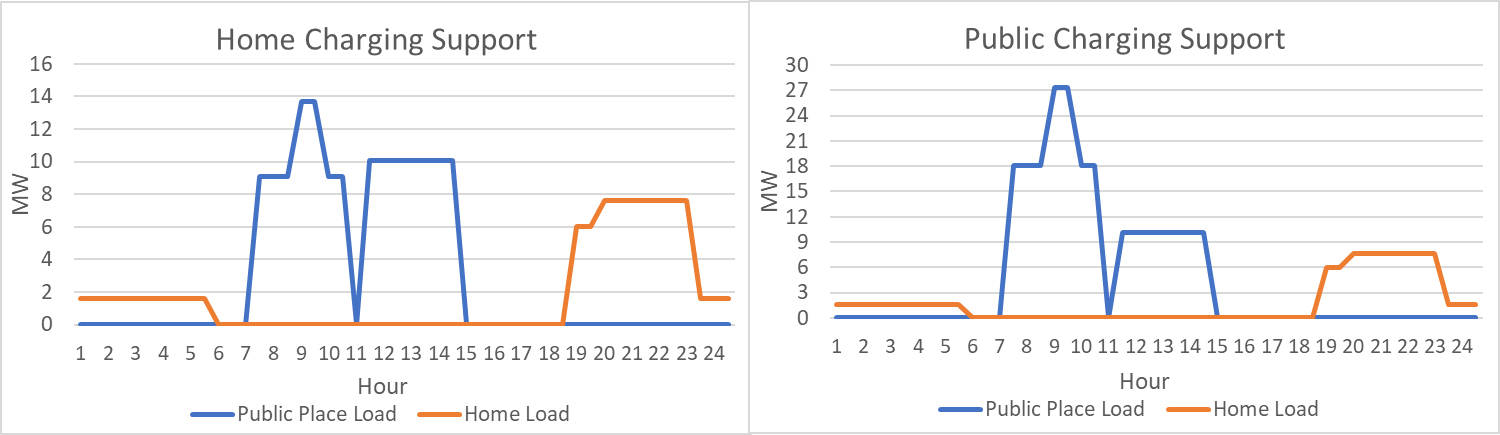 Home Charging Support
16
14
12
10
8
6
4
2
0
MW
1 2 3 4 5 6 7 8 9 10 11 12 13 14 15 16 17 18 19 20 21 22 23 24
Hour
Public Place Load Home Load
Public Charging Support
30
27
24
21
18
15
12
9
6
3
0
MW
1 2 3 4 5 6 7 8 9 10 11 12 13 14 15 16 17 18 19 20 21 22 23 24
Hour
Public Place Load Home Load